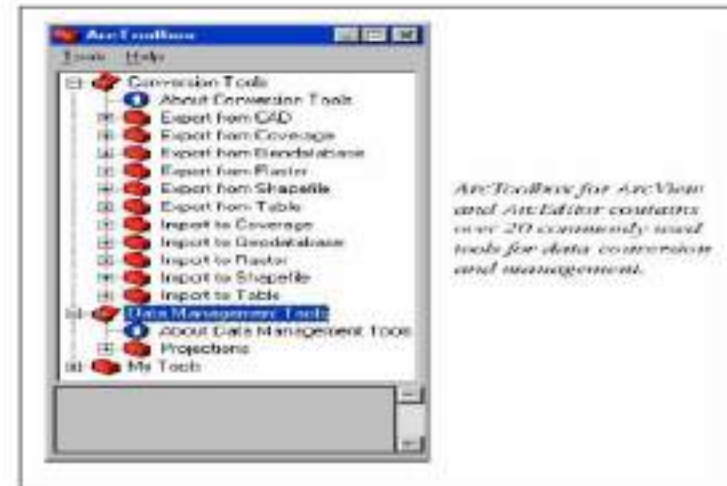 ArcToolbox
Tools Help
Conversion Tools
About Conversion Tools
Export from CAD
Export from Coverage
Export from Geodatabase
Export from Raster
Export from Shapefile
Export from Table
Import to Coverage
Import to Geodatabase
Import to Raster
Import to Shapefile
Import to Table
Data Management Tools
About Data Management Tools
Projections
My Tools
ArcToolbox for ArcView
and ArcEditor contains
over 20 commonly used
tools for data conversion
and management.